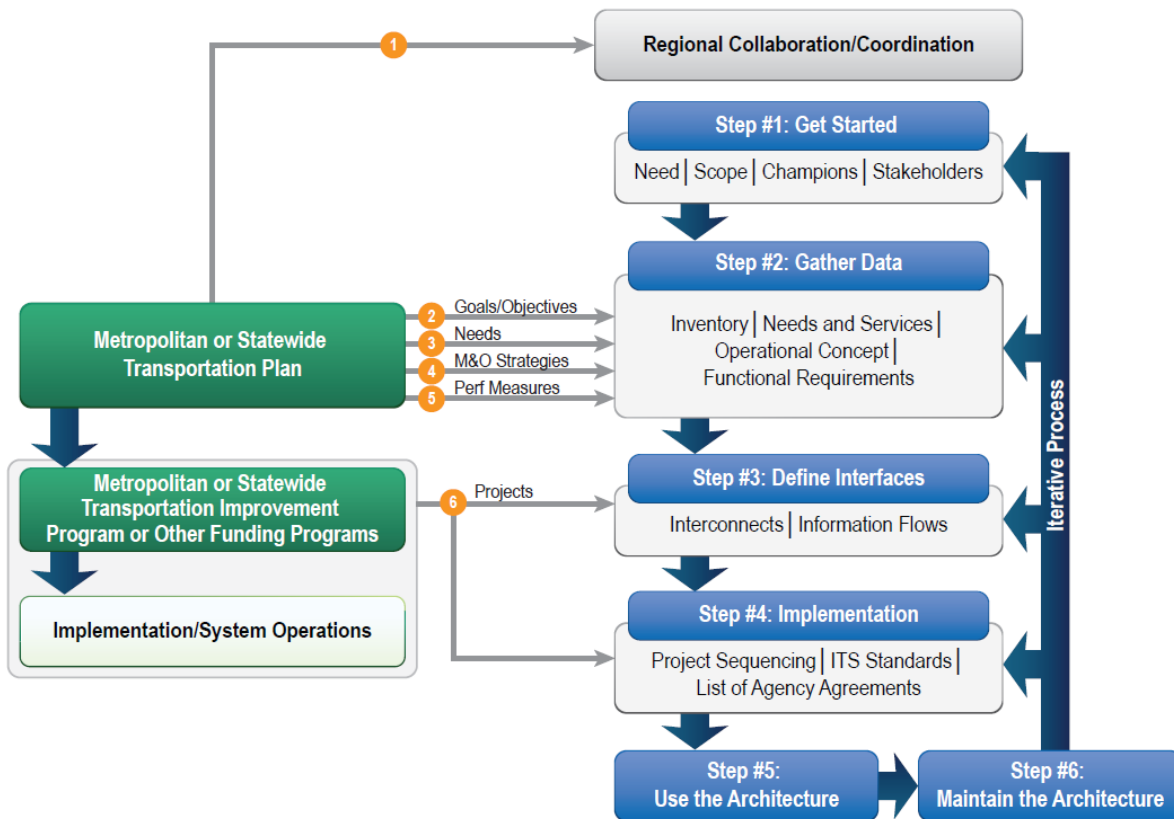 1
Regional Collaboration/Coordination
Step #1: Get Started
Need | Scope | Champions | Stakeholders
Step #2: Gather Data
Inventory | Needs and Services |
Operational Concept |
Functional Requirements
Metropolitan or Statewide
Transportation Plan
2 Goals/Objectives
3 Needs
4 M&O Strategies
5 Perf Measures
Metropolitan or Statewide
Transportation Improvement
Program or Other Funding Programs
6 Projects
Implementation/System Operations
Step #3: Define Interfaces
Interconnects | Information Flows
Step #4: Implementation
Project Sequencing | ITS Standards |
List of Agency Agreements
Step #5:
Use the Architecture
Step #6:
Maintain the Architecture
Iterative Process